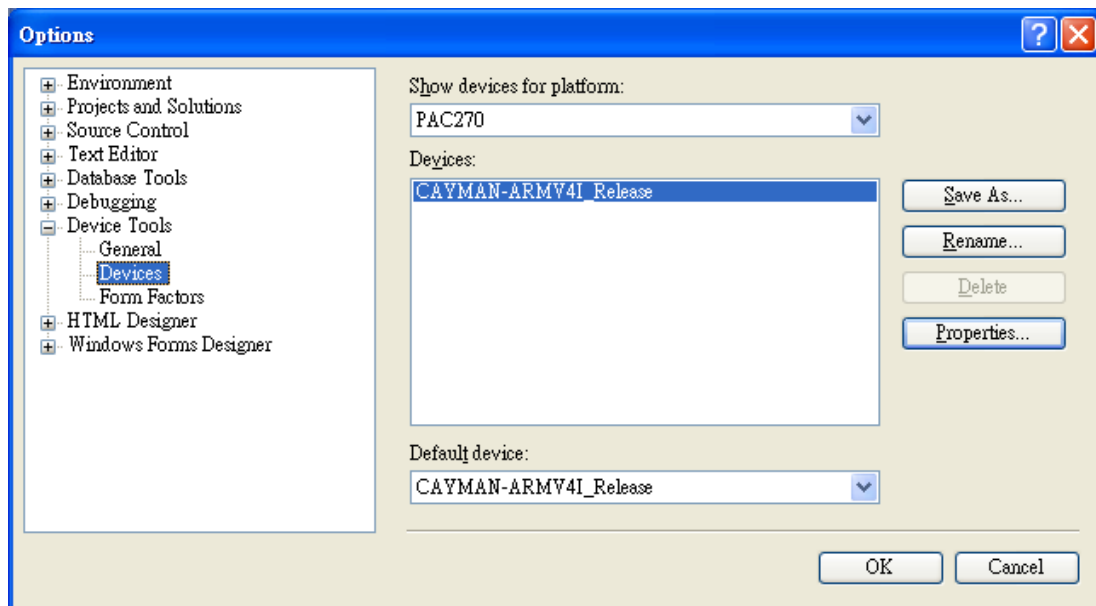 Options
Environment
Projects and Solutions
Source Control
Text Editor
Database Tools
Debugging
Device Tools
General
Devices
Form Factors
HTML Designer
Windows Forms Designer
Show devices for platform:
PAC270
Devices:
CAYMAN-ARMV4I_Release
Save As...
Rename...
Delete
Properties...
Default device:
CAYMAN-ARMV4I_Release
OK
Cancel